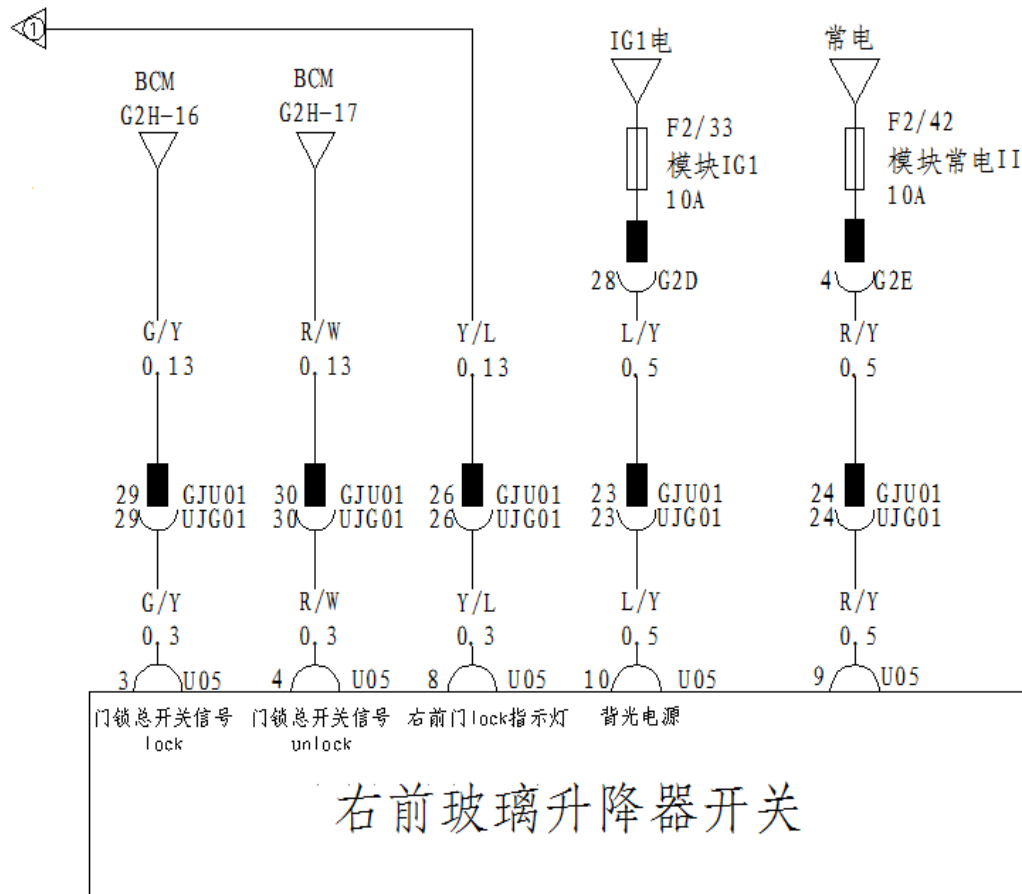 1
IG1电
常电
BCM
G2H-16
BCM
G2H-17
F2/33
模块IG1
10A
F2/42
模块常电II
10A
28 G2D
4 G2E
G/Y
0.13
R/W
0.13
Y/L
0.13
L/Y
0.5
R/Y
0.5
29 GJU01
29 UJG01
30 GJU01
30 UJG01
26 GJU01
26 UJG01
23 GJU01
23 UJG01
24 GJU01
24 UJG01
G/Y
0.3
R/W
0.3
Y/L
0.3
L/Y
0.5
R/Y
0.5
3 U05
4 U05
8 U05
10 U05
9 U05
门锁总开关信号
lock
门锁总开关信号
unlock
右前门lock指示灯
背光电源
右前玻璃升降器开关